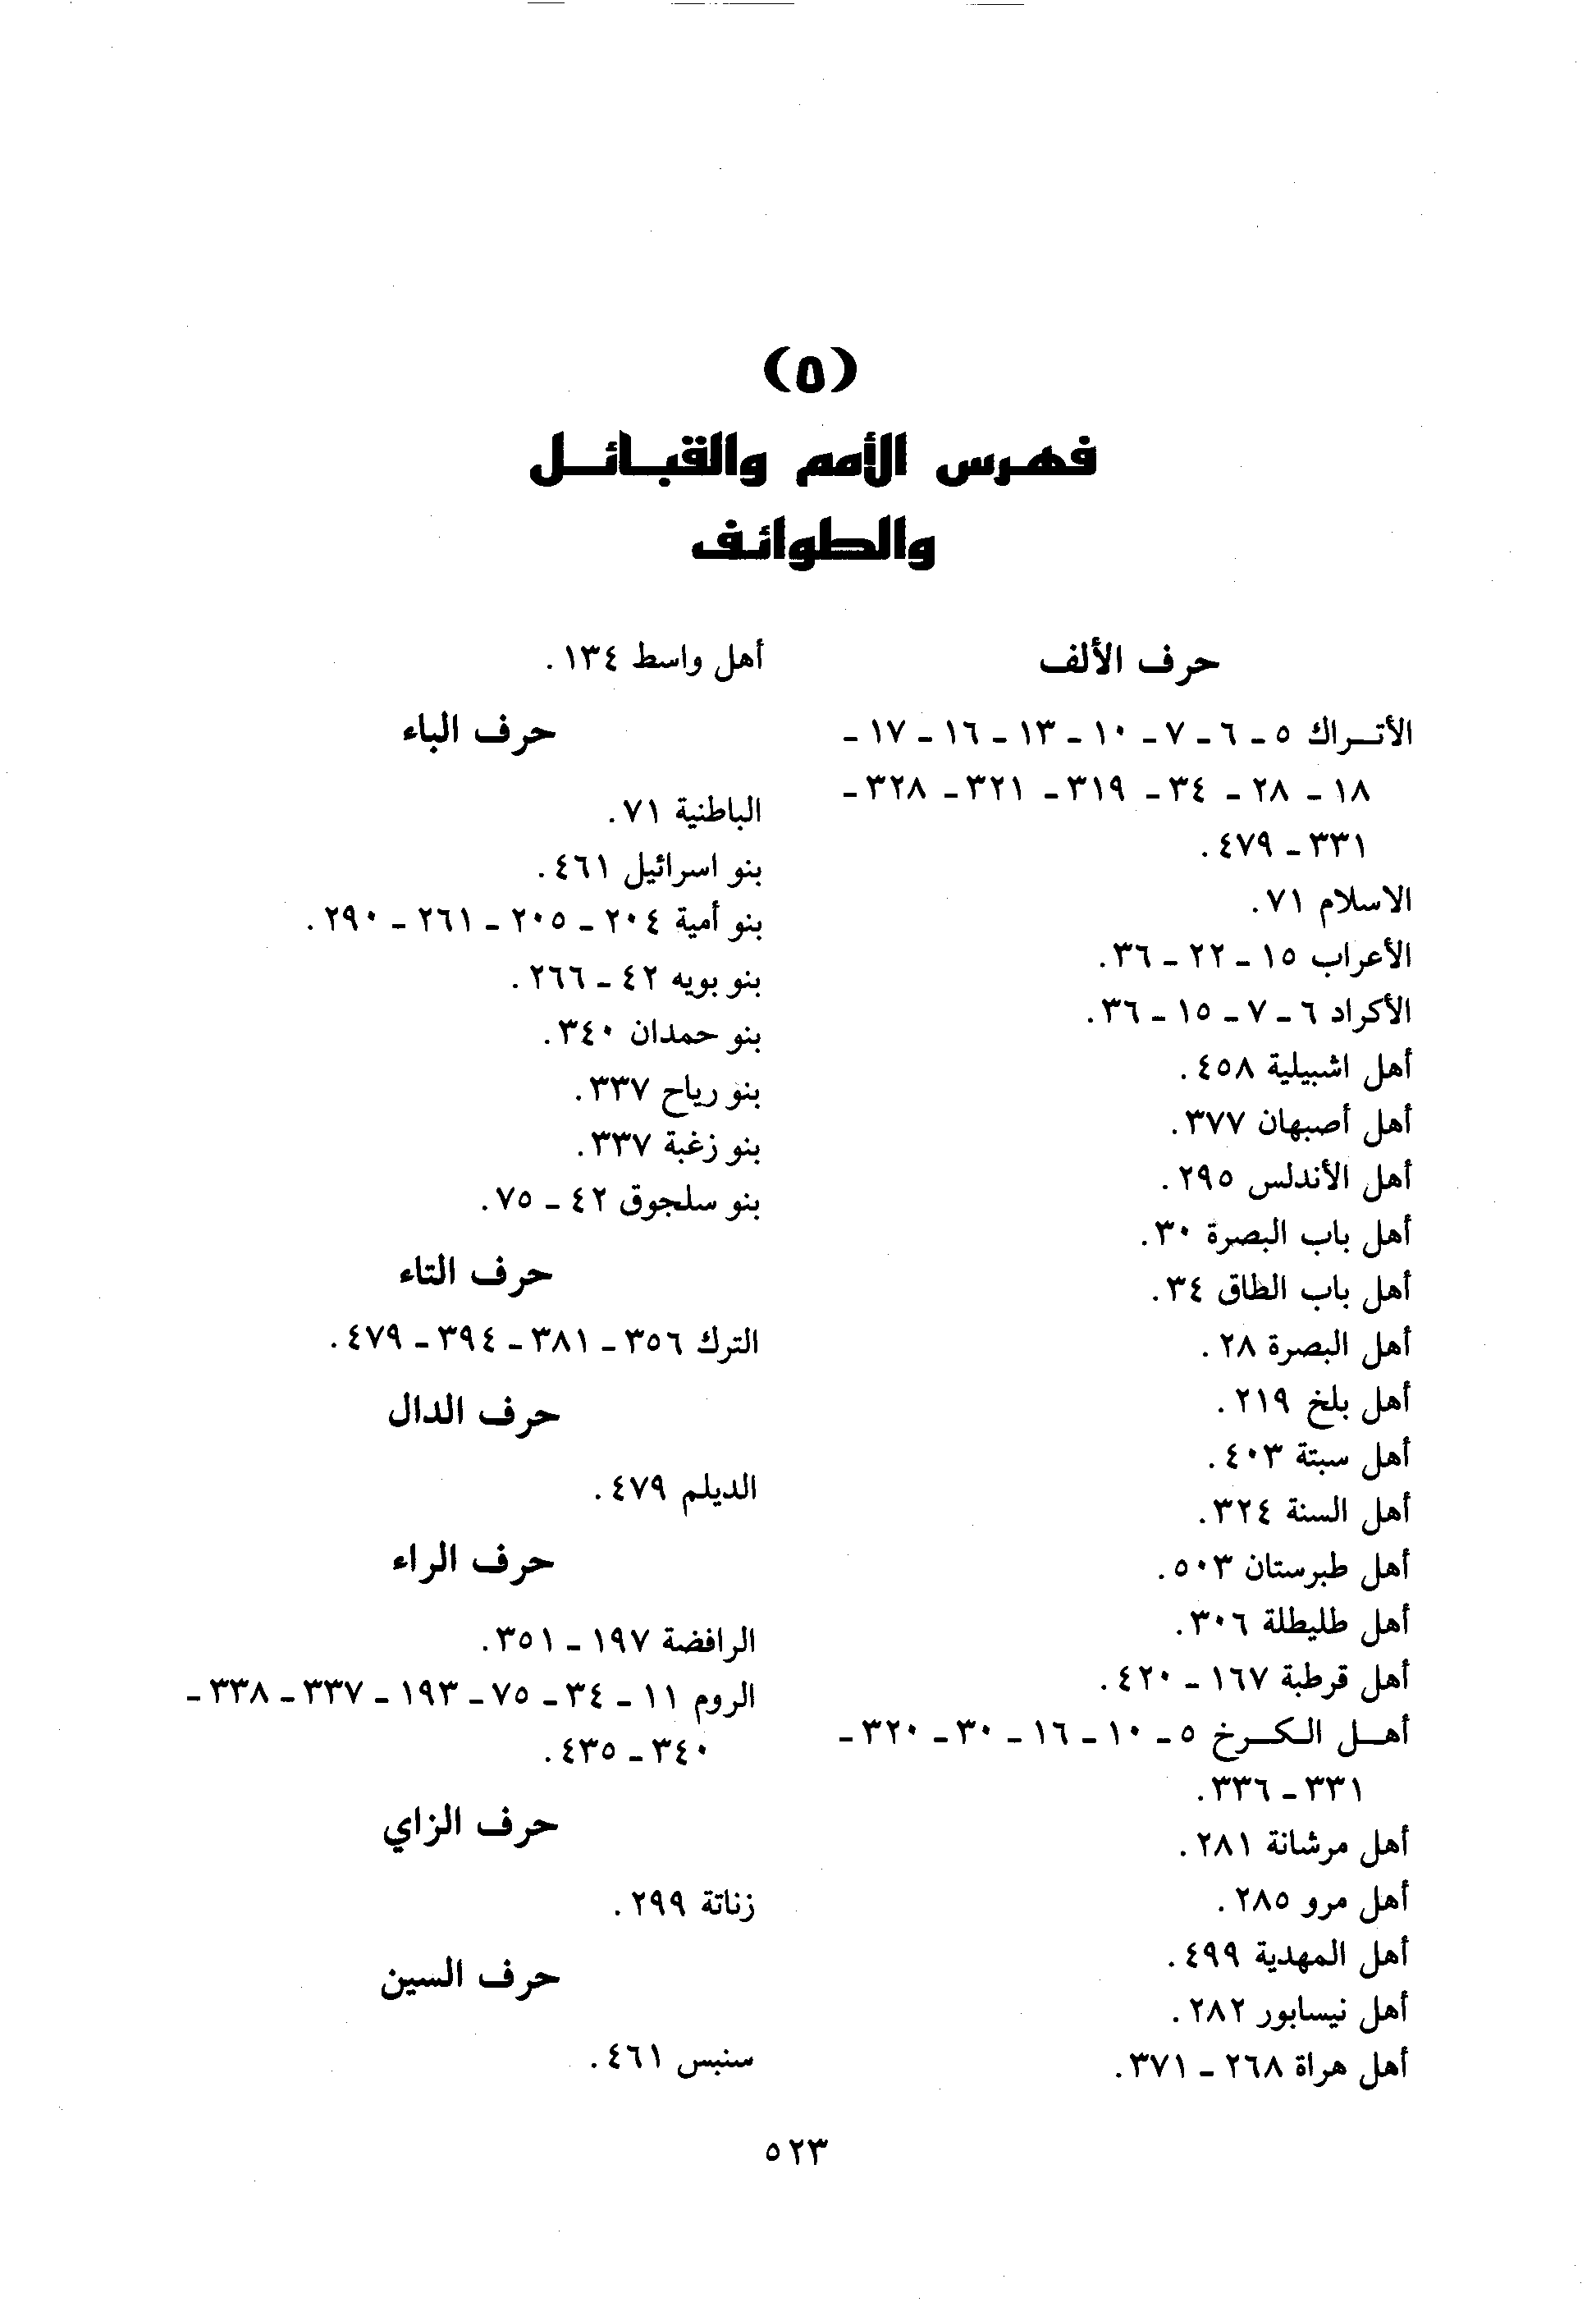 (٥)
فهرس الأمم والقبائل
والطوائف
حرف الألف
الأتراك ٥ - ٦ - ٧ - ١٠ - ١٣ - ١٦ - ١٧ -
١٨ - ٢٨ - ٣٤ - ٣١٩ - ٣٢١ - ٣٢٨ -
٣٣١ - ٤٧٩.
الاسلام ٧١.
الأعراب ١٥ - ٢٢ - ٣٦.
الأكراد ٦ - ٧ - ١٥ - ٣٦.
أهل اشبيلية ٤٥٨.
أهل أصبهان ٣٧٧.
أهل الأندلس ٢٩٥.
أهل باب البصرة ٣٠.
أهل باب الطاق ٣٤.
أهل البصرة ٢٨.
أهل بلخ ٢١٩.
أهل سبتة ٤٠٣.
أهل السنة ٣٢٤.
أهل طبرستان ٥٠٣.
أهل طليطلة ٣٠٦.
أهل قرطبة ١٦٧ - ٤٢٠.
أهل الكرخ ٥ - ١٠ - ١٦ - ٣٠ - ٣٢٠ -
٣٣١ - ٣٣٦.
أهل مرشانة ٢٨١.
أهل مرو ٢٨٥.
أهل المهدية ٤٩٩.
أهل نيسابور ٢٨٢.
أهل هراة ٢٦٨ - ٣٧١.
أهل واسط ١٣٤.
حرف الباء
الباطنية ٧١.
بنو اسرائيل ٤٦١.
بنو أمية ٢٠٤ - ٢٠٥ - ٢٦١ - ٢٩٠.
بنو بويه ٤٢ - ٢٦٦.
بنو حمدان ٣٤٠.
بنو رياح ٣٣٧.
بنو زغبة ٣٣٧.
بنو سلجوق ٤٢ - ٧٥.
حرف التاء
الترك ٣٥٦ - ٣٨١ - ٣٩٤ - ٤٧٩.
حرف الدال
الديلم ٤٧٩.
حرف الراء
الرافضة ١٩٧ - ٣٥١.
الروم ١١ - ٣٤ - ٧٥ - ١٩٣ - ٣٣٧ - ٣٣٨ -
٣٤٠ - ٤٣٥.
حرف الزاي
زناتة ٢٩٩.
حرف السين
سنبس ٤٦١.
٥٢٣